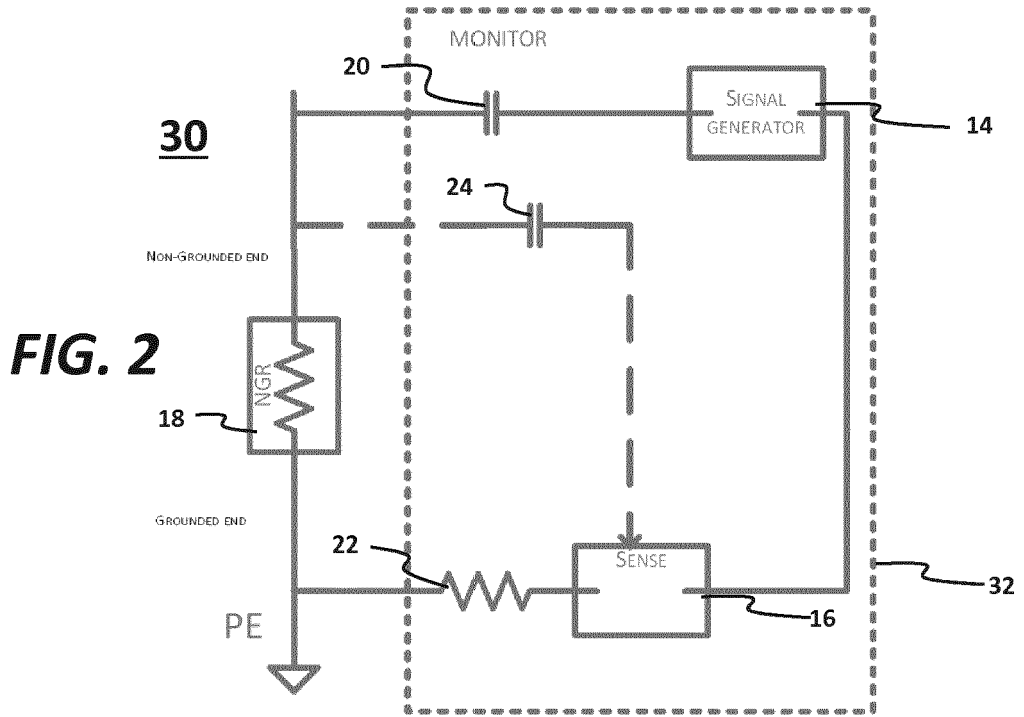 MONITOR
20
SIGNAL
GENERATOR
14
30
24
NON-GROUNDED END
FIG. 2
NGR
18
GROUNDED END
22
SENSE
32
16
PE